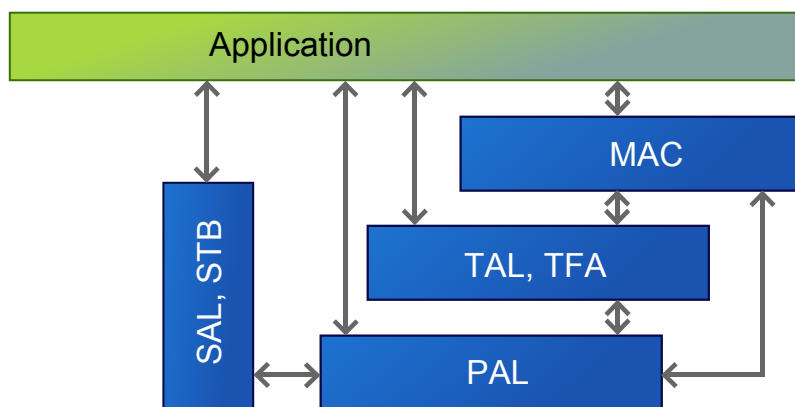 Application
MAC
TAL, TFA
SAL, STB
PAL